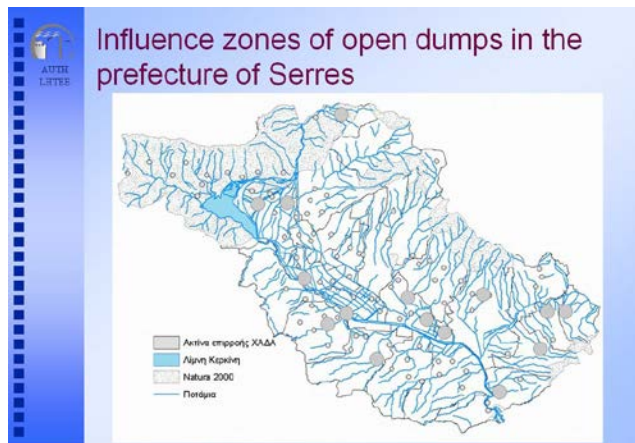 AUTH
LHTEE
Influence zones of open dumps in the
prefecture of Serres
Ακτίνα επιρροής ΧΑΔΑ
Λίμνη Κερκίνη
Natura 2000
Ποτάμια